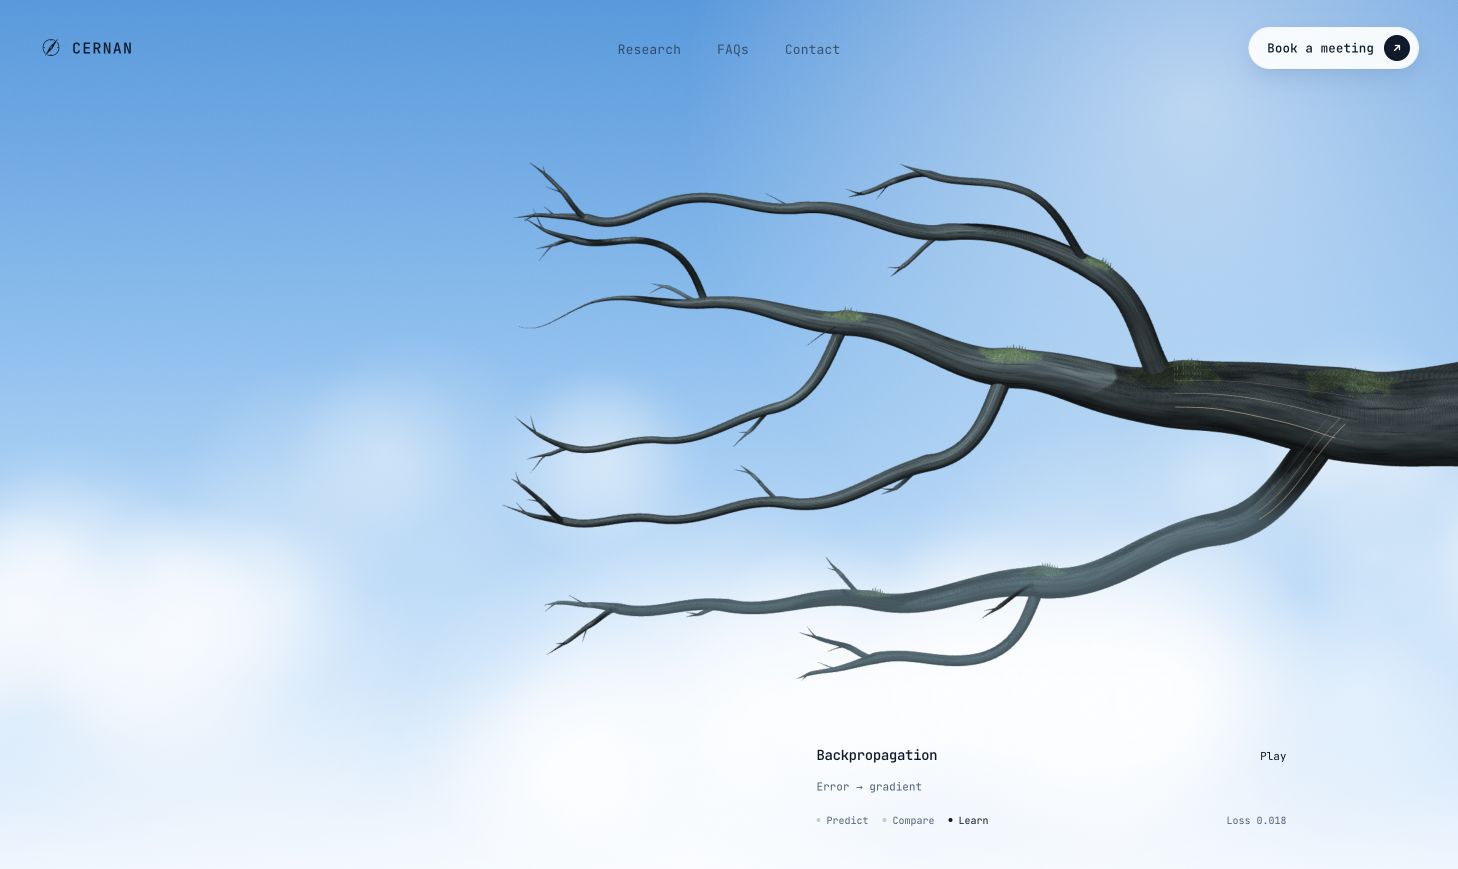 CERNAN
Research
FAQs
Contact
Book a meeting
Backpropagation
Play
Error → gradient
Predict
Compare
Learn
Loss 0.018